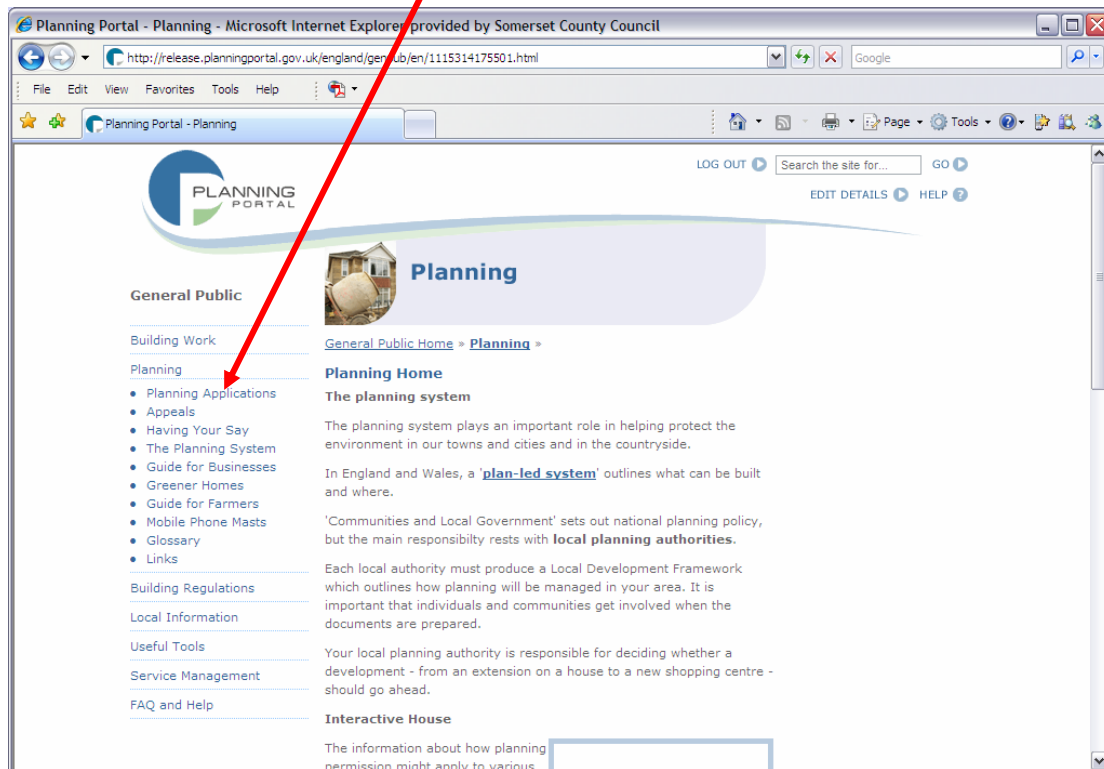 Planning Portal - Planning - Microsoft Internet Explorer provided by Somerset County Council
http://release.planningportal.gov.uk/england/gen ub/en/1115314175501.html
Google
File Edit View Favorites Tools Help
Planning Portal - Planning
Page Tools
LOG OUT Search the site for... GO
PLANNING
PORTAL
EDIT DETAILS HELP
Planning
General Public
Building Work
Planning
Planning Applications
Appeals
Having Your Say
The Planning System
Guide for Businesses
Greener Homes
Guide for Farmers
Mobile Phone Masts
Glossary
Links
Building Regulations
Local Information
Useful Tools
Service Management
FAQ and Help
General Public Home » Planning »
Planning Home
The planning system
The planning system plays an important role in helping protect the
environment in our towns and cities and in the countryside.
In England and Wales, a 'plan-led system' outlines what can be built
and where.
'Communities and Local Government' sets out national planning policy,
but the main responsibilty rests with local planning authorities.
Each local authority must produce a Local Development Framework
which outlines how planning will be managed in your area. It is
important that individuals and communities get involved when the
documents are prepared.
Your local planning authority is responsible for deciding whether a
development - from an extension on a house to a new shopping centre -
should go ahead.
Interactive House
The information about how planning
permission might apply to various